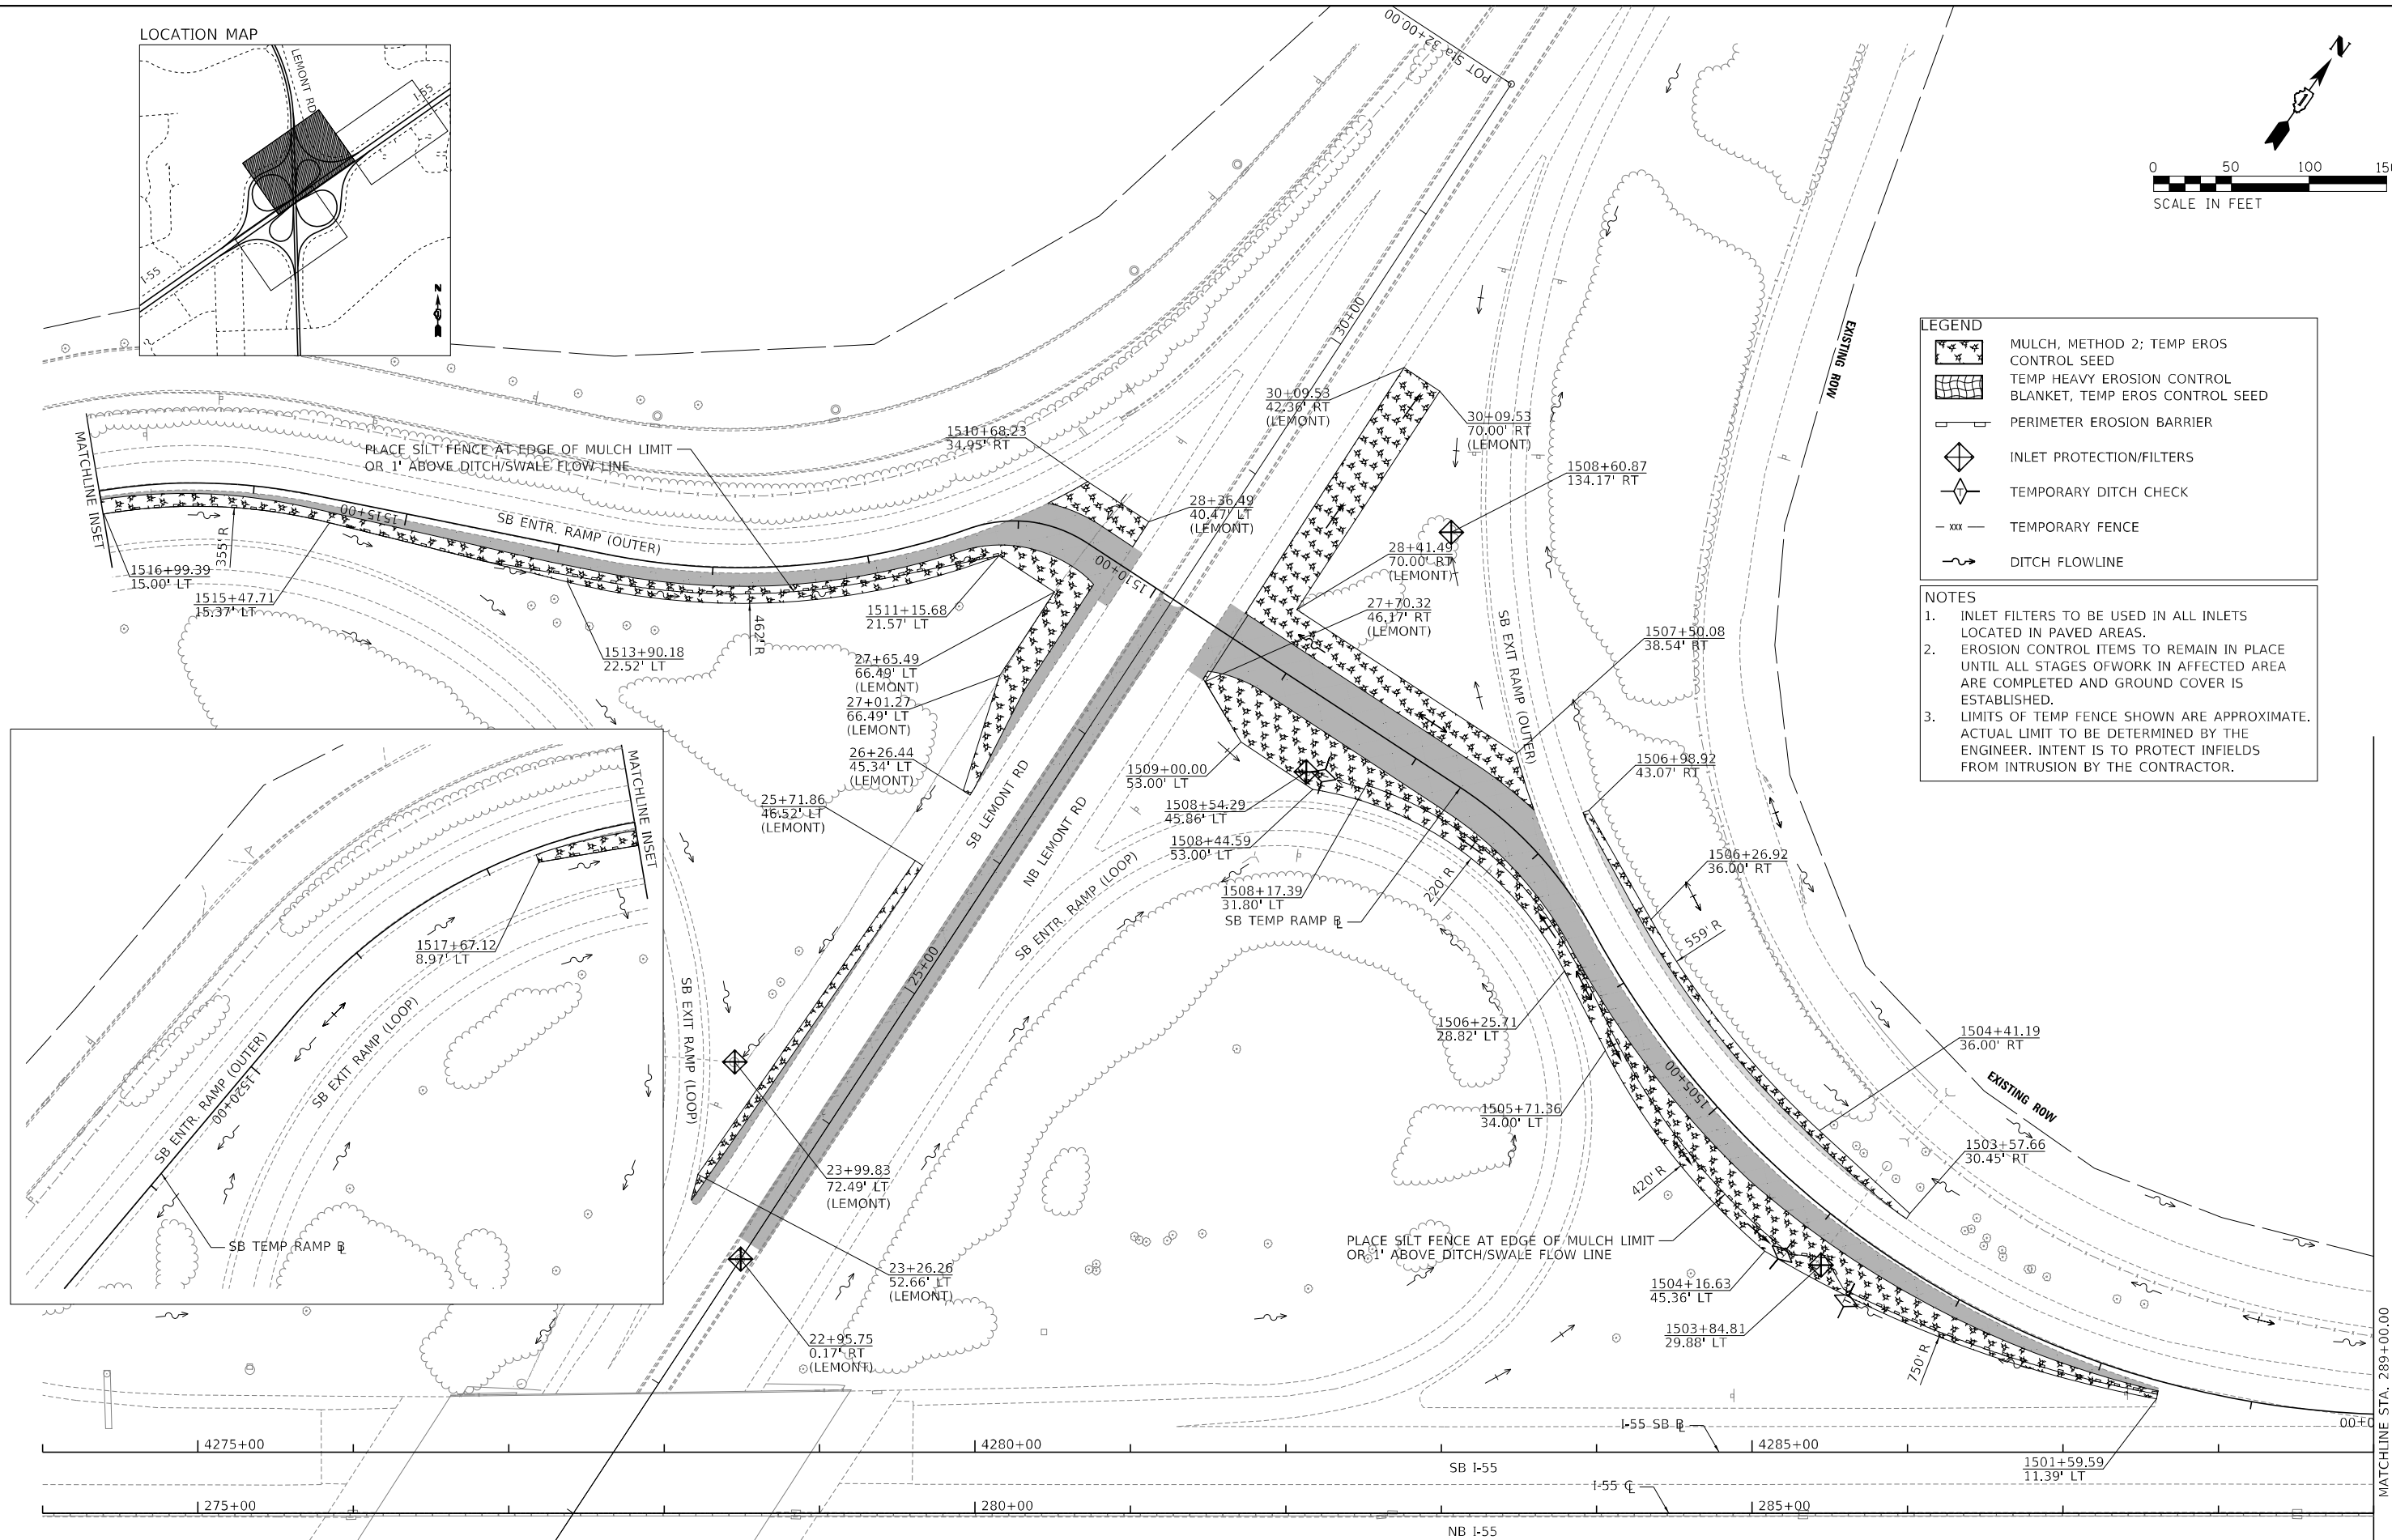 LOCATION MAP
LEMONT RD
I-55
I-55
N
POT Sta 32+00.00
N
0 50 100 150
SCALE IN FEET
LEGEND
MULCH, METHOD 2; TEMP EROS
CONTROL SEED
TEMP HEAVY EROSION CONTROL
BLANKET, TEMP EROS CONTROL SEED
PERIMETER EROSION BARRIER
INLET PROTECTION/FILTERS
T
TEMPORARY DITCH CHECK
XXX
TEMPORARY FENCE
DITCH FLOWLINE
NOTES
1. INLET FILTERS TO BE USED IN ALL INLETS
LOCATED IN PAVED AREAS.
2. EROSION CONTROL ITEMS TO REMAIN IN PLACE
UNTIL ALL STAGES OFWORK IN AFFECTED AREA
ARE COMPLETED AND GROUND COVER IS
ESTABLISHED.
3. LIMITS OF TEMP FENCE SHOWN ARE APPROXIMATE.
ACTUAL LIMIT TO BE DETERMINED BY THE
ENGINEER. INTENT IS TO PROTECT INFIELDS
FROM INTRUSION BY THE CONTRACTOR.
EXISTING ROW
30+00
30+09.53
42.36' RT
(LEMONT)
30+09.53
70.00' RT
(LEMONT)
1510+68.23
34.95' RT
PLACE SILT FENCE AT EDGE OF MULCH LIMIT
OR 1' ABOVE DITCH/SWALE FLOW LINE
MATCHLINE INSET
1508+60.87
134.17' RT
28+36.49
40.47' LT
(LEMONT)
1515+00
SB ENTR. RAMP (OUTER)
355' R
28+41.49
70.00' RT
(LEMONT)
1516+99.39
15.00' LT
1510+00
1515+47.71
15.37' LT
1511+15.68
21.57' LT
27+70.32
46.17' RT
(LEMONT)
462' R
SB EXIT RAMP (OUTER)
1507+50.08
38.54' RT
1513+90.18
22.52' LT
27+65.49
66.49' LT
(LEMONT)
27+01.27
66.49' LT
(LEMONT)
26+26.44
45.34' LT
(LEMONT)
25+71.86
46.52' LT
(LEMONT)
SB LEMONT RD
NB LEMONT RD
1509+00.00
53.00' LT
1508+54.29
45.86' LT
1508+44.59
53.00' LT
1508+17.39
31.80' LT
SB TEMP RAMP ℄
220' R
1506+98.92
43.07' RT
1506+26.92
36.00' RT
559' R
SB ENTR. RAMP (LOOP)
25+00
MATCHLINE INSET
1517+67.12
8.97' LT
SB EXIT RAMP (LOOP)
SB ENTR. RAMP (OUTER)
1520+00
SB EXIT RAMP (LOOP)
SB TEMP RAMP ℄
1506+25.71
28.82' LT
1505+00
1505+71.36
34.00' LT
420' R
1504+41.19
36.00' RT
EXISTING ROW
1503+57.66
30.45' RT
23+99.83
72.49' LT
(LEMONT)
23+26.26
52.66' LT
(LEMONT)
22+95.75
0.17' RT
(LEMONT)
PLACE SILT FENCE AT EDGE OF MULCH LIMIT
OR 1' ABOVE DITCH/SWALE FLOW LINE
1504+16.63
45.36' LT
1503+84.81
29.88' LT
750' R
I-55 SB ℄
4275+00 4280+00 4285+00
1501+59.59
11.39' LT
SB I-55
I-55 ℄
275+00 280+00 285+00
NB I-55
MATCHLINE STA. 289+00.00